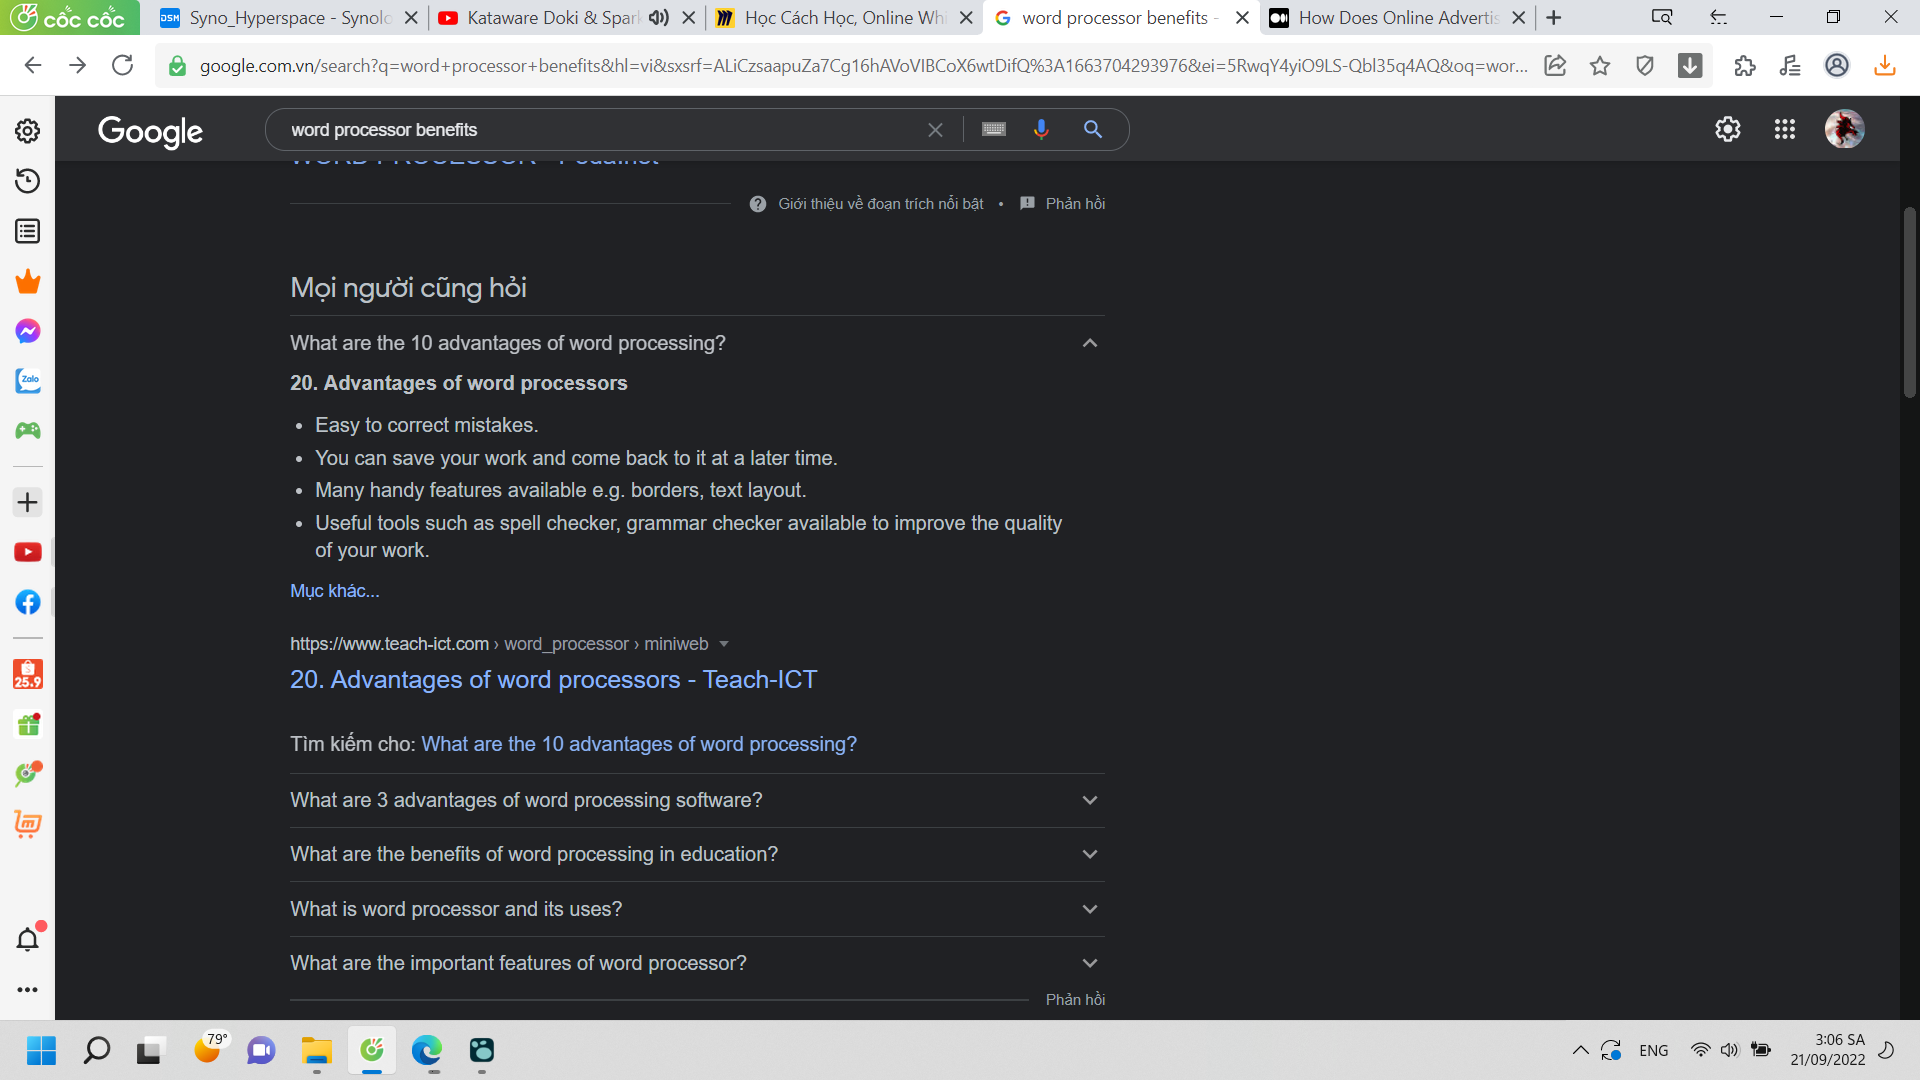 cốc cốc
Syno_Hyperspace - Synolo
Kataware Doki & Spark
Học Cách Học, Online Whi
word processor benefits -
How Does Online Advertis
google.com.vn/search?q=word+processor+benefits&hl=vi&sxsrf=ALiCzsaapuZa7Cg16hAVoVIBCoX6wtDifQ%3A1663704293976&ei=5RwqY4yiO9LS-Qbl35q4AQ&oq=wor...
Google
word processor benefits
Giới thiệu về đoạn trích nổi bật • Phản hồi
Mọi người cũng hỏi
What are the 10 advantages of word processing?
20. Advantages of word processors
• Easy to correct mistakes.
• You can save your work and come back to it at a later time.
• Many handy features available e.g. borders, text layout.
• Useful tools such as spell checker, grammar checker available to improve the quality
of your work.
Mục khác...
https://www.teach-ict.com › word_processor › miniweb
20. Advantages of word processors - Teach-ICT
Tìm kiếm cho: What are the 10 advantages of word processing?
What are 3 advantages of word processing software?
What are the benefits of word processing in education?
What is word processor and its uses?
What are the important features of word processor?
Phản hồi
Zalo
25.9
79°
ENG
3:06 SA
21/09/2022